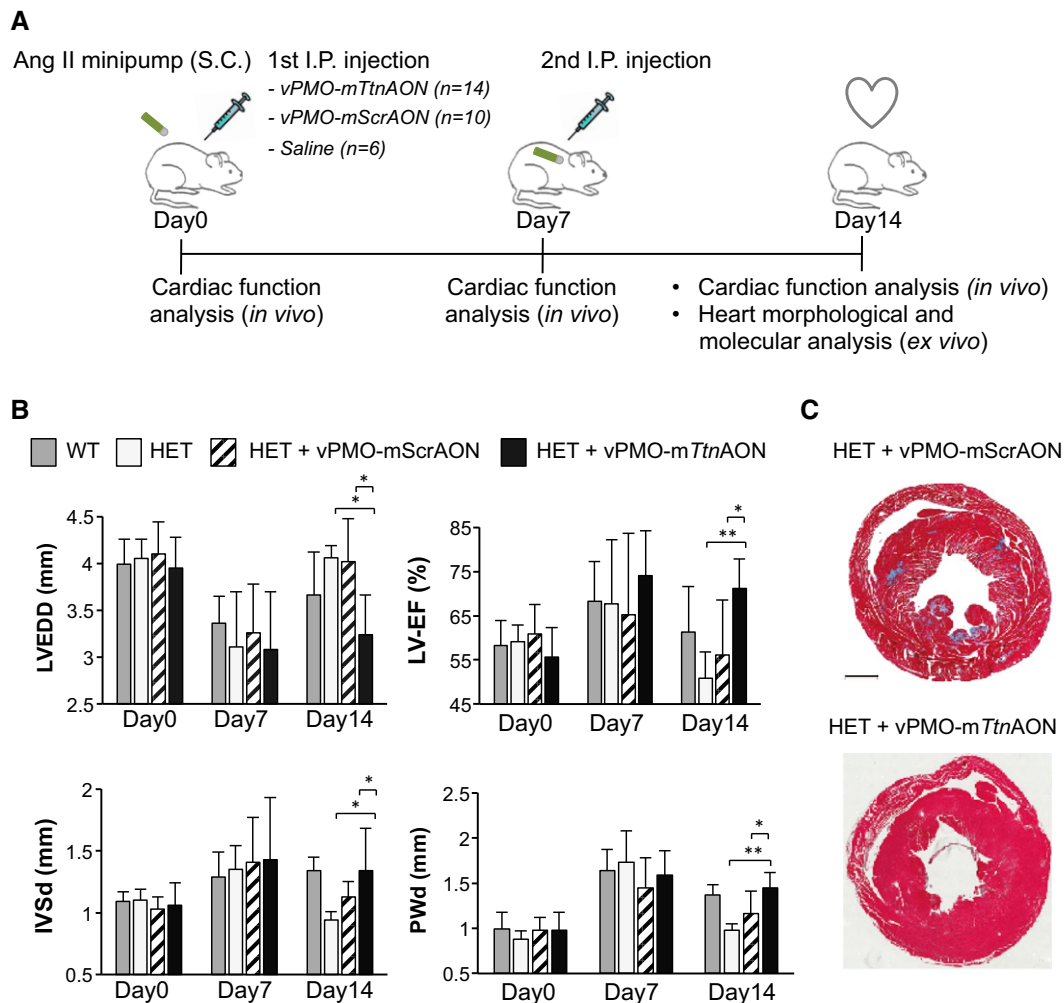 A
Ang II minipump (S.C.)
1st I.P. injection
2nd I.P. injection
- vPMO-mTtnAON (n=14)
- vPMO-mScrAON (n=10)
- Saline (n=6)
Day0
Day7
Day14
Cardiac function
analysis (in vivo)
Cardiac function
analysis (in vivo)
• Cardiac function analysis (in vivo)
• Heart morphological and
molecular analysis (ex vivo)
B
WT
HET
HET + vPMO-mScrAON
HET + vPMO-mTtnAON
LVEDD (mm)
4.5
4
3.5
3
2.5
*
*
Day0
Day7
Day14
LV-EF (%)
85
75
65
55
45
*
**
Day0
Day7
Day14
IVSd (mm)
2
1.5
1
0.5
*
*
Day0
Day7
Day14
PWd (mm)
2.5
2
1.5
1
0.5
*
**
Day0
Day7
Day14
C
HET + vPMO-mScrAON
HET + vPMO-mTtnAON